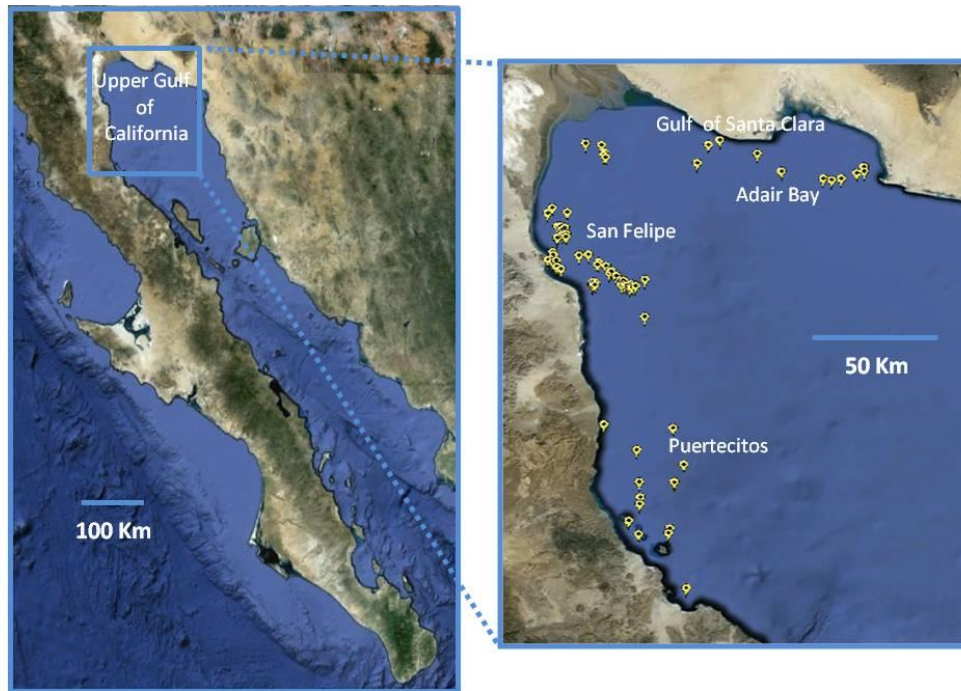 Upper Gulf
of
California
100 Km
Gulf of Santa Clara
Adair Bay
San Felipe
50 Km
Puertecitos